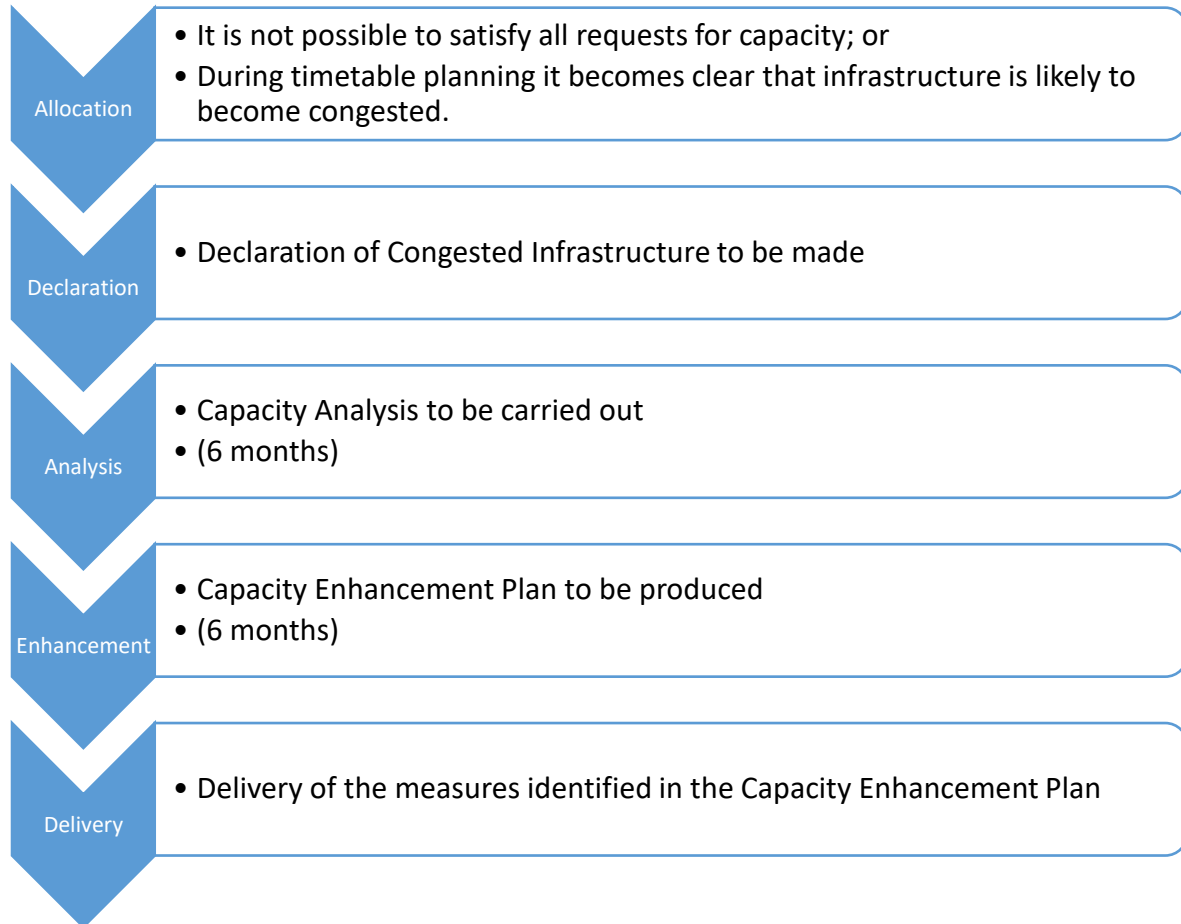 Allocation
• It is not possible to satisfy all requests for capacity; or
• During timetable planning it becomes clear that infrastructure is likely to
become congested.
Declaration
• Declaration of Congested Infrastructure to be made
Analysis
• Capacity Analysis to be carried out
• (6 months)
Enhancement
• Capacity Enhancement Plan to be produced
• (6 months)
Delivery
• Delivery of the measures identified in the Capacity Enhancement Plan